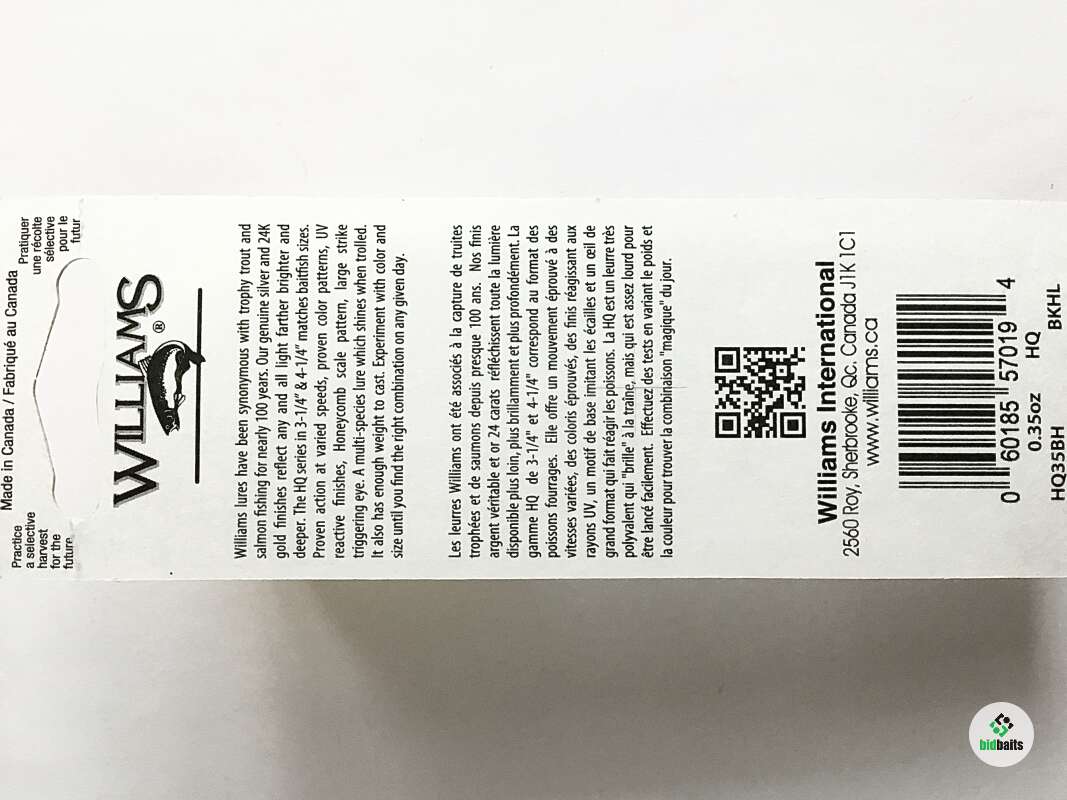 Made in Canada / Fabriqué au Canada
Practice
a selective
harvest
for the
future
Pratiquer
une récolte
sélective
pour le
futur
WILLIAMS
®
Williams lures have been synonymous with trophy trout and
salmon fishing for nearly 100 years. Our genuine silver and 24K
gold finishes reflect any and all light farther brighter and
deeper. The HQ series in 3-1/4" & 4-1/4" matches baitfish sizes.
Proven action at varied speeds, proven color patterns, UV
reactive finishes, Honeycomb scale pattern, large strike
triggering eye. A multi-species lure which shines when trolled.
It also has enough weight to cast. Experiment with color and
size until you find the right combination on any given day.
Les leurres Williams ont été associés à la capture de truites
trophées et de saumons depuis presque 100 ans. Nos finis
argent véritable et or 24 carats réfléchissent toute la lumière
disponible plus loin, plus brillamment et plus profondément. La
gamme HQ de 3-1/4" et 4-1/4" correspond au format des
poissons fourrages. Elle offre un mouvement éprouvé à des
vitesses variées, des coloris éprouvés, des finis réagissant aux
rayons UV, un motif de base imitant les écailles et un œil de
grand format qui fait réagir les poissons. La HQ est un leurre très
polyvalent qui "brille" à la traîne, mais qui est assez lourd pour
être lancé facilement. Effectuez des tests en variant le poids et
la couleur pour trouver la combinaison "magique" du jour.
Williams International
2560 Roy, Sherbrooke, Qc. Canada J1K 1C1
www.williams.ca
0 60185 57019 4
0.35oz HQ
HQ35BH BKHL
bidbaits